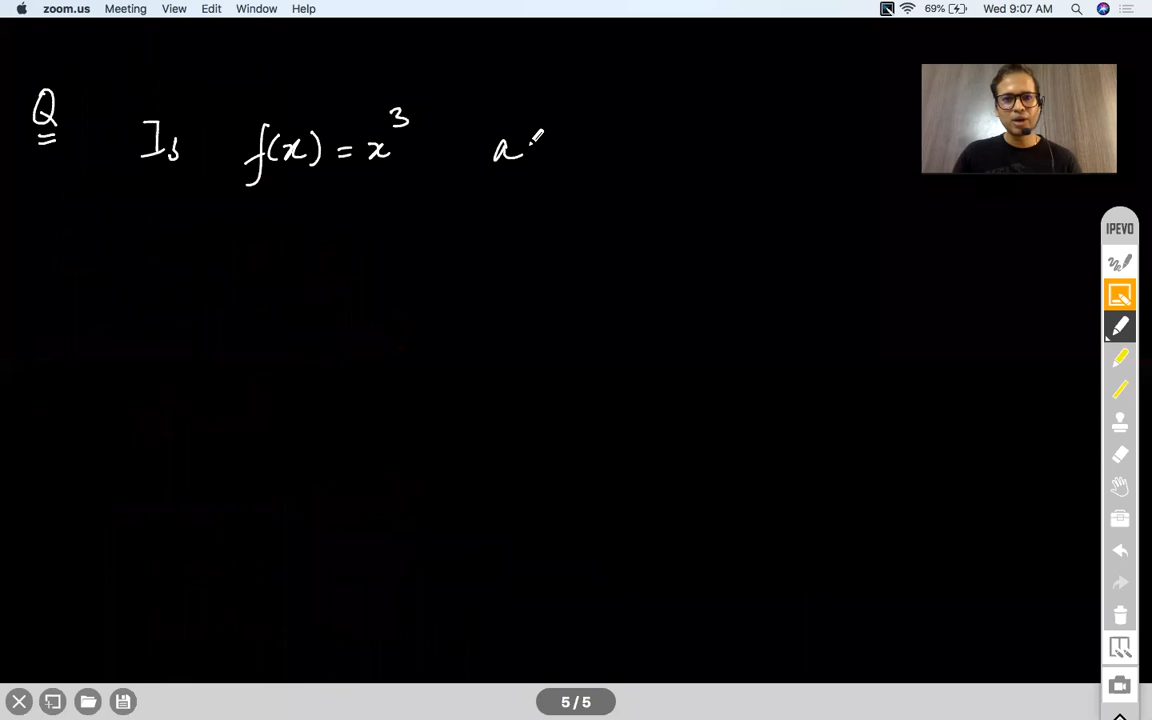 zoom.us Meeting View Edit Window Help 69% Wed 9:07 AM
Q Is f(x) = x³ a
IPEVO
5 / 5